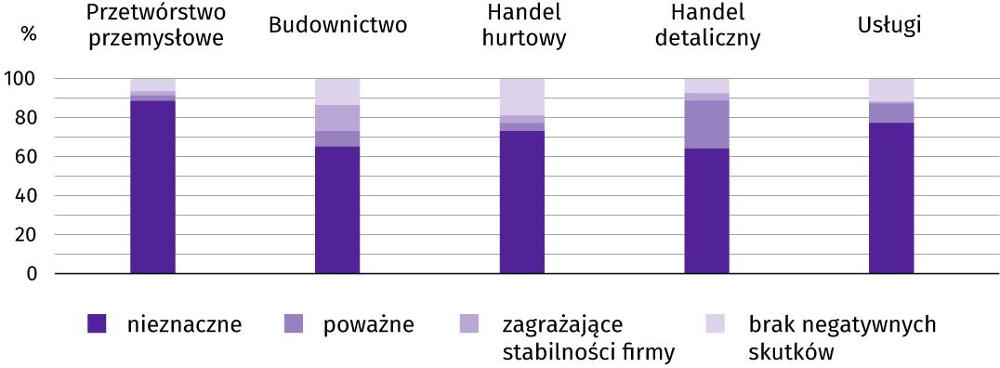 %
Przetwórstwo
przemysłowe
Budownictwo
Handel
hurtowy
Handel
detaliczny
Usługi
100
80
60
40
20
0
nieznaczne
poważne
zagrażające
stabilności firmy
brak negatywnych
skutków